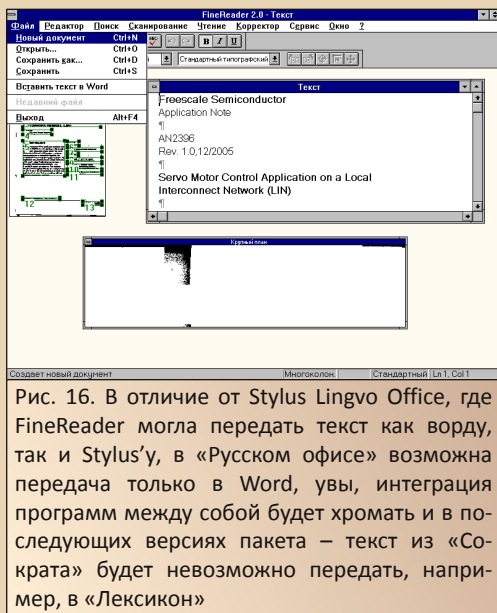 FineReader 2.0 - Текст
Файл Редактор Поиск Сканирование Чтение Корректор Сервис Окно ?
Новый документ Ctrl+N
Открыть... Ctrl+O
Сохранить как... Ctrl+D
Сохранить Ctrl+S
Вставить текст в Word
Недавний файл
Выход Alt+F4
B I U
Стандартный типографский
Текст
Freescale Semiconductor
Application Note
¶
AN2396
Rev. 1.0,12/2005
¶
Servo Motor Control Application on a Local
Interconnect Network (LIN)
¶
12
13
Крупный план
Создает новый документ Многоколон. Стандартный Ln 1, Col 1
Рис. 16. В отличие от Stylus Lingvo Office, где
FineReader могла передать текст как ворду,
так и Stylus’у, в «Русском офисе» возможна
передача только в Word, увы, интеграция
программ между собой будет хромать и в по-
следующих версиях пакета – текст из «Со-
крата» будет невозможно передать, напри-
мер, в «Лексикон»